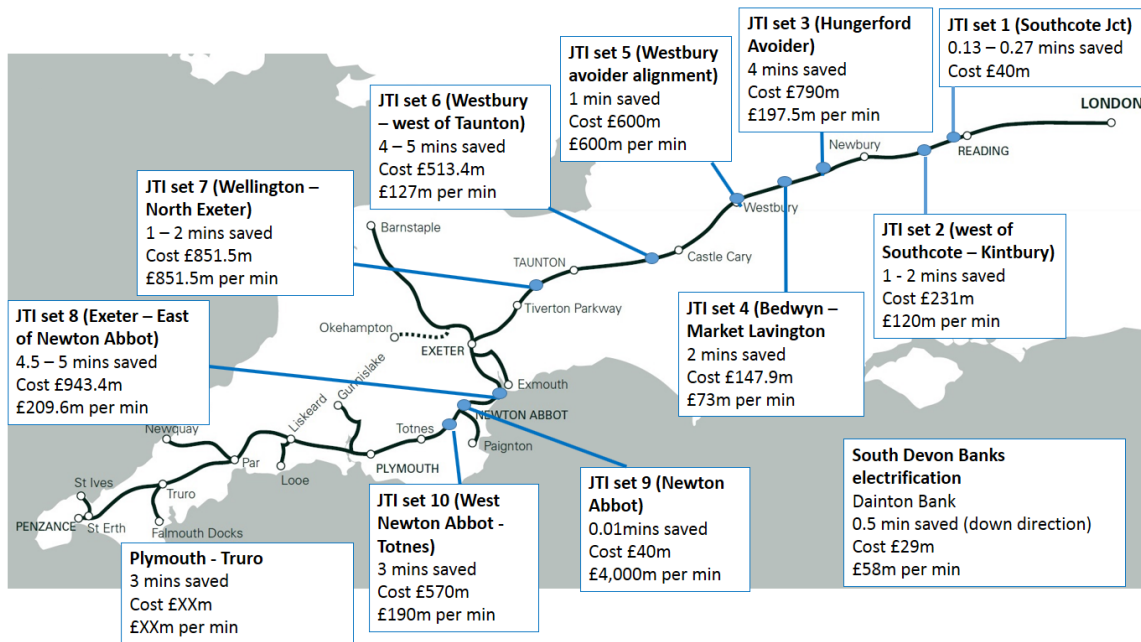 JTI set 1 (Southcote Jct)
0.13 – 0.27 mins saved
Cost £40m
JTI set 3 (Hungerford
Avoider)
4 mins saved
Cost £790m
£197.5m per min
JTI set 5 (Westbury
avoider alignment)
1 min saved
Cost £600m
£600m per min
JTI set 6 (Westbury
– west of Taunton)
4 – 5 mins saved
Cost £513.4m
£127m per min
JTI set 7 (Wellington –
North Exeter)
1 – 2 mins saved
Cost £851.5m
£851.5m per min
JTI set 8 (Exeter – East
of Newton Abbot)
4.5 – 5 mins saved
Cost £943.4m
£209.6m per min
LONDON
READING
Newbury
Westbury
Castle Cary
TAUNTON
Tiverton Parkway
Barnstaple
Okehampton
EXETER
Exmouth
NEWTON ABBOT
Paignton
Totnes
PLYMOUTH
Gunnislake
Liskeard
Looe
Newquay
Par
Truro
Falmouth Docks
St Ives
St Erth
PENZANCE
JTI set 2 (west of
Southcote – Kintbury)
1 - 2 mins saved
Cost £231m
£120m per min
JTI set 4 (Bedwyn –
Market Lavington
2 mins saved
Cost £147.9m
£73m per min
South Devon Banks
electrification
Dainton Bank
0.5 min saved (down direction)
Cost £29m
£58m per min
JTI set 9 (Newton
Abbot)
0.01mins saved
Cost £40m
£4,000m per min
JTI set 10 (West
Newton Abbot -
Totnes)
3 mins saved
Cost £570m
£190m per min
Plymouth - Truro
3 mins saved
Cost £XXm
£XXm per min